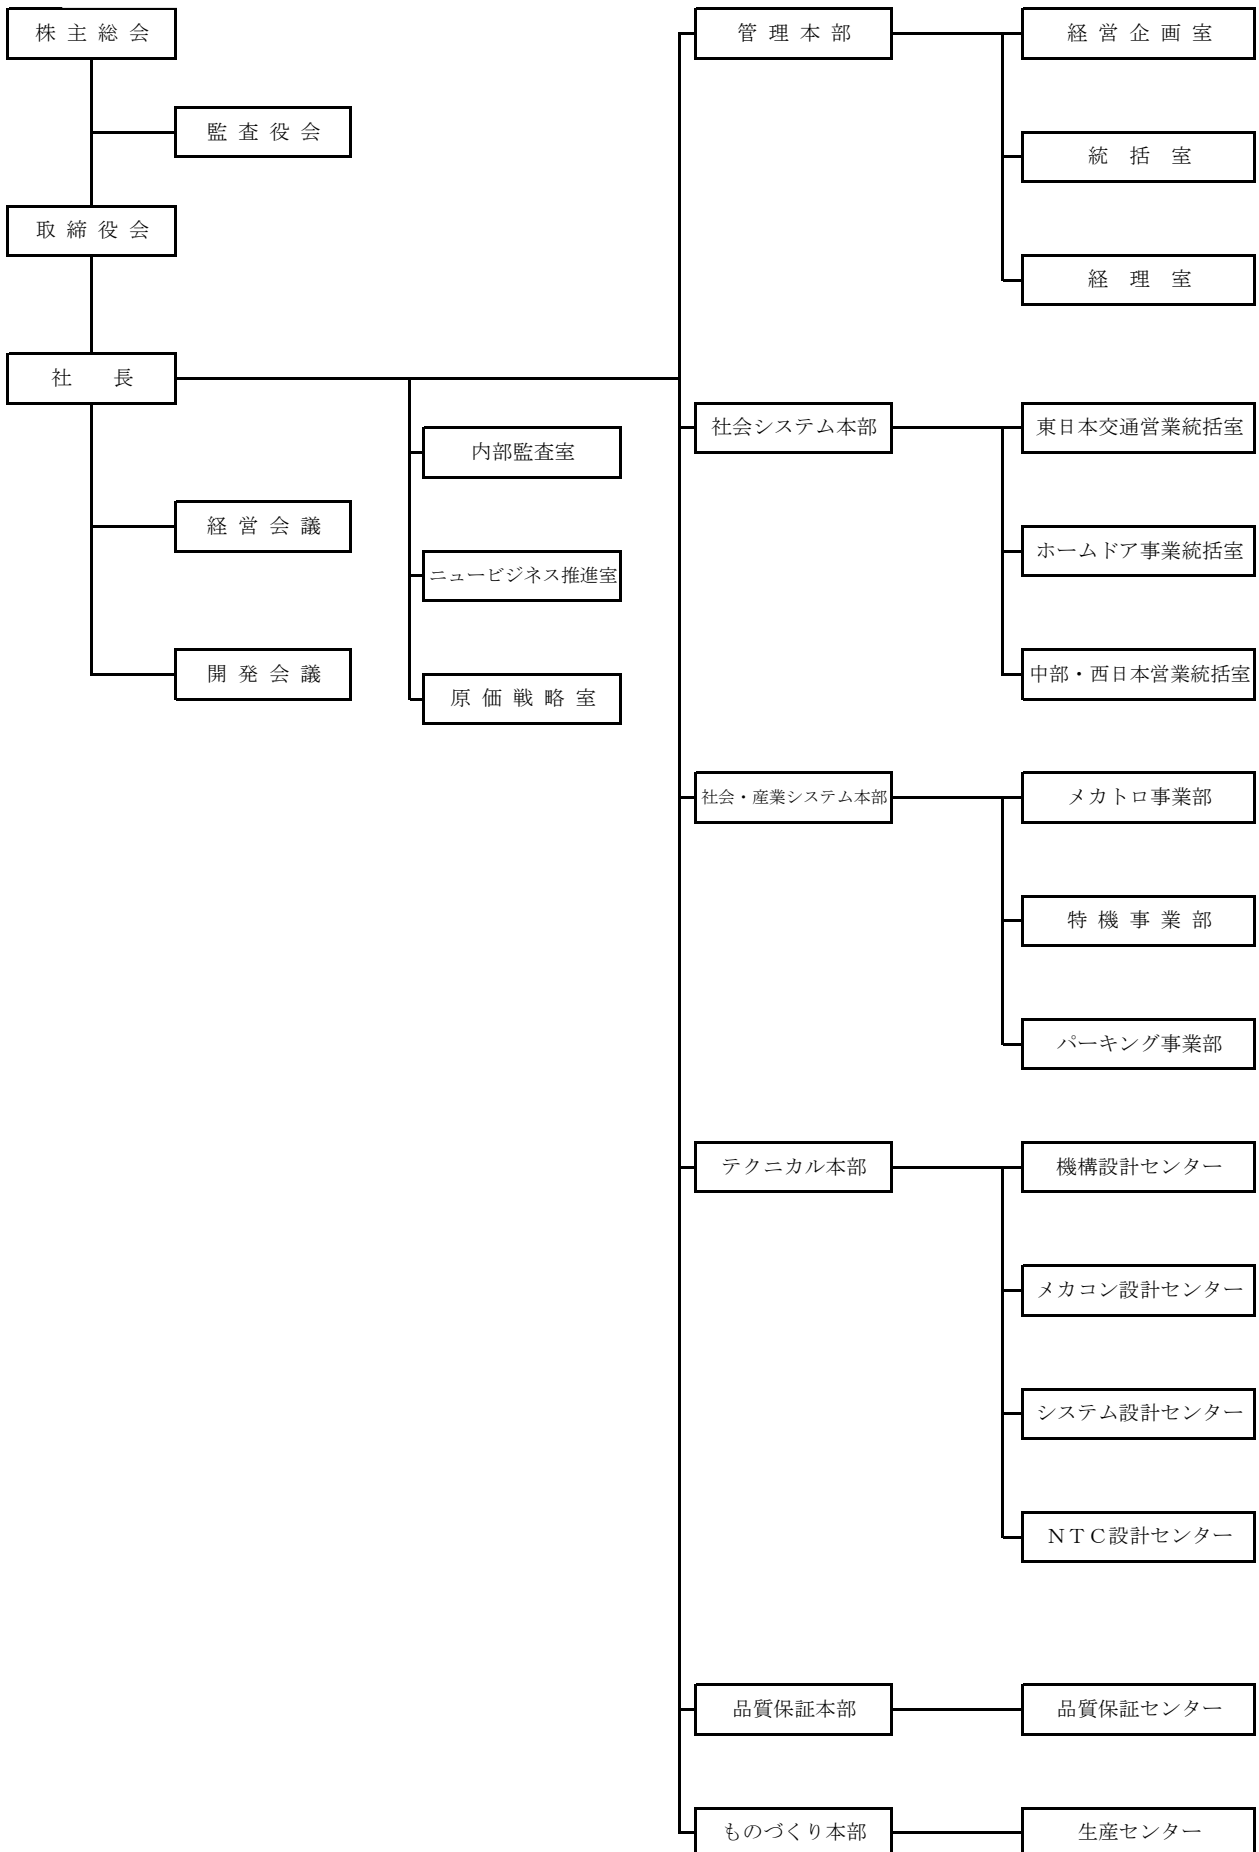 株主総会
監査役会
取締役会
社長
経営会議
開発会議
内部監査室
ニュービジネス推進室
原価戦略室
管理本部
経営企画室
統括室
経理室
社会システム本部
東日本交通営業統括室
ホームドア事業統括室
中部・西日本営業統括室
社会・産業システム本部
メカトロ事業部
特機事業部
パーキング事業部
テクニカル本部
機構設計センター
メカコン設計センター
システム設計センター
ＮＴＣ設計センター
品質保証本部
品質保証センター
ものづくり本部
生産センター